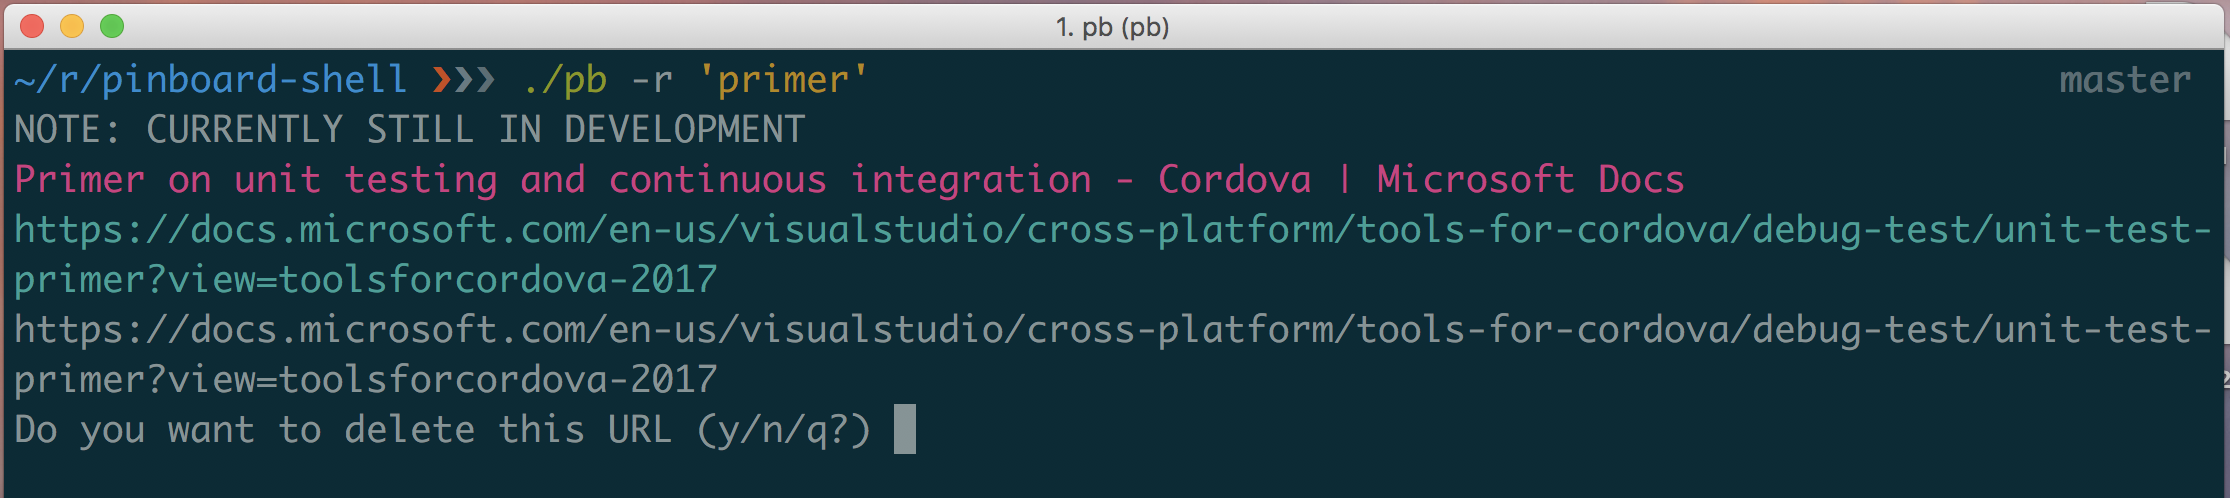 1. pb (pb)
~/r/pinboard-shell ❯❯❯ ./pb -r 'primer' master
NOTE: CURRENTLY STILL IN DEVELOPMENT
Primer on unit testing and continuous integration - Cordova | Microsoft Docs
https://docs.microsoft.com/en-us/visualstudio/cross-platform/tools-for-cordova/debug-test/unit-test-
primer?view=toolsforcordova-2017
https://docs.microsoft.com/en-us/visualstudio/cross-platform/tools-for-cordova/debug-test/unit-test-
primer?view=toolsforcordova-2017
Do you want to delete this URL (y/n/q?)